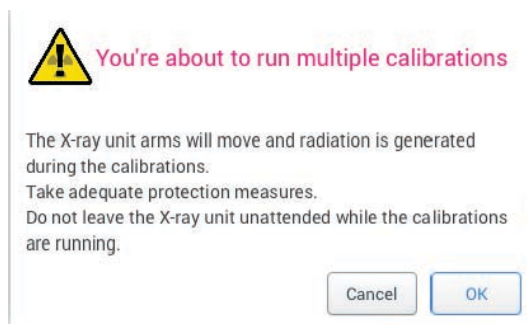 You're about to run multiple calibrations
The X-ray unit arms will move and radiation is generated
during the calibrations.
Take adequate protection measures.
Do not leave the X-ray unit unattended while the calibrations
are running.
Cancel OK